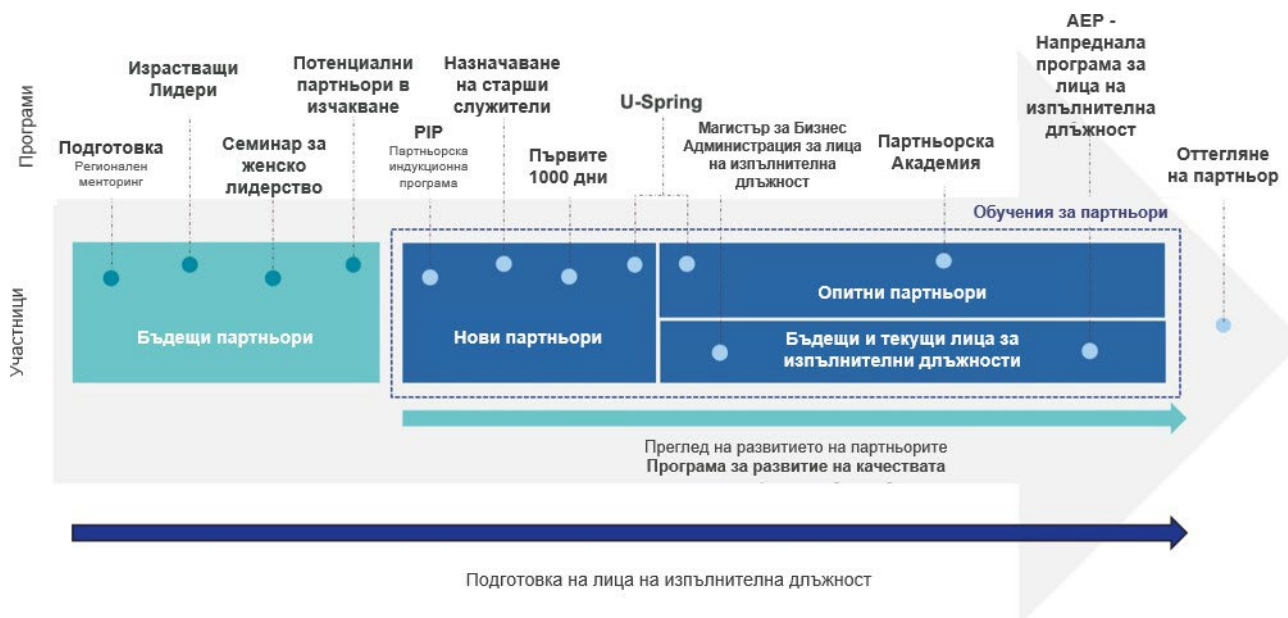 Програми
Участници
Подготовка
Регионален
менторинг
Израстващи
Лидери
Семинар за
женско
лидерство
Потенциални
партньори в
изчакване
PIP
Партньорска
индукционна
програма
Назначаване
на старши
служители
Първите
1000 дни
U-Spring
Магистър за Бизнес
Администрация за лица
на изпълнителна
длъжност
Партньорска
Академия
AEP -
Напреднала
програма за
лица на
изпълнителна
длъжност
Оттегляне
на партньор
Обучения за партньори
Бъдещи партньори
Нови партньори
Опитни партньори
Бъдещи и текущи лица за
изпълнителни длъжности
Преглед на развитието на партньорите
Програма за развитие на качествата
Подготовка на лица на изпълнителна длъжност